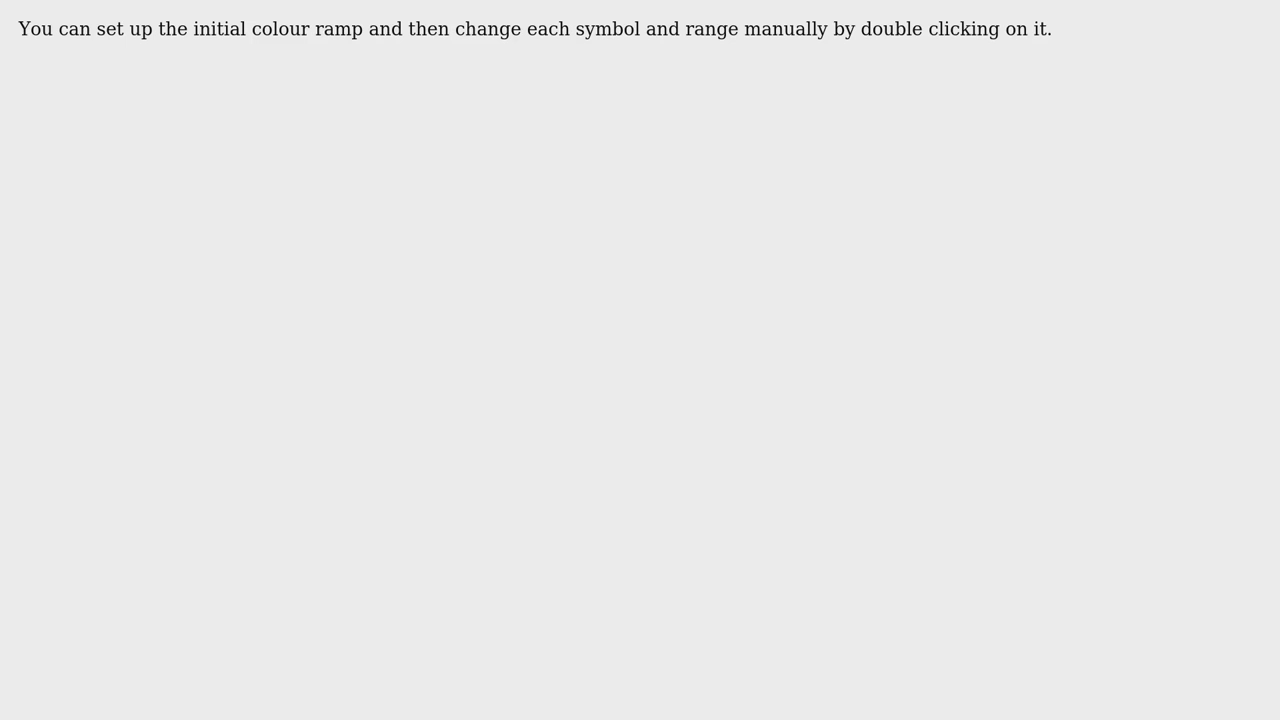 You can set up the initial colour ramp and then change each symbol and range manually by double clicking on it.